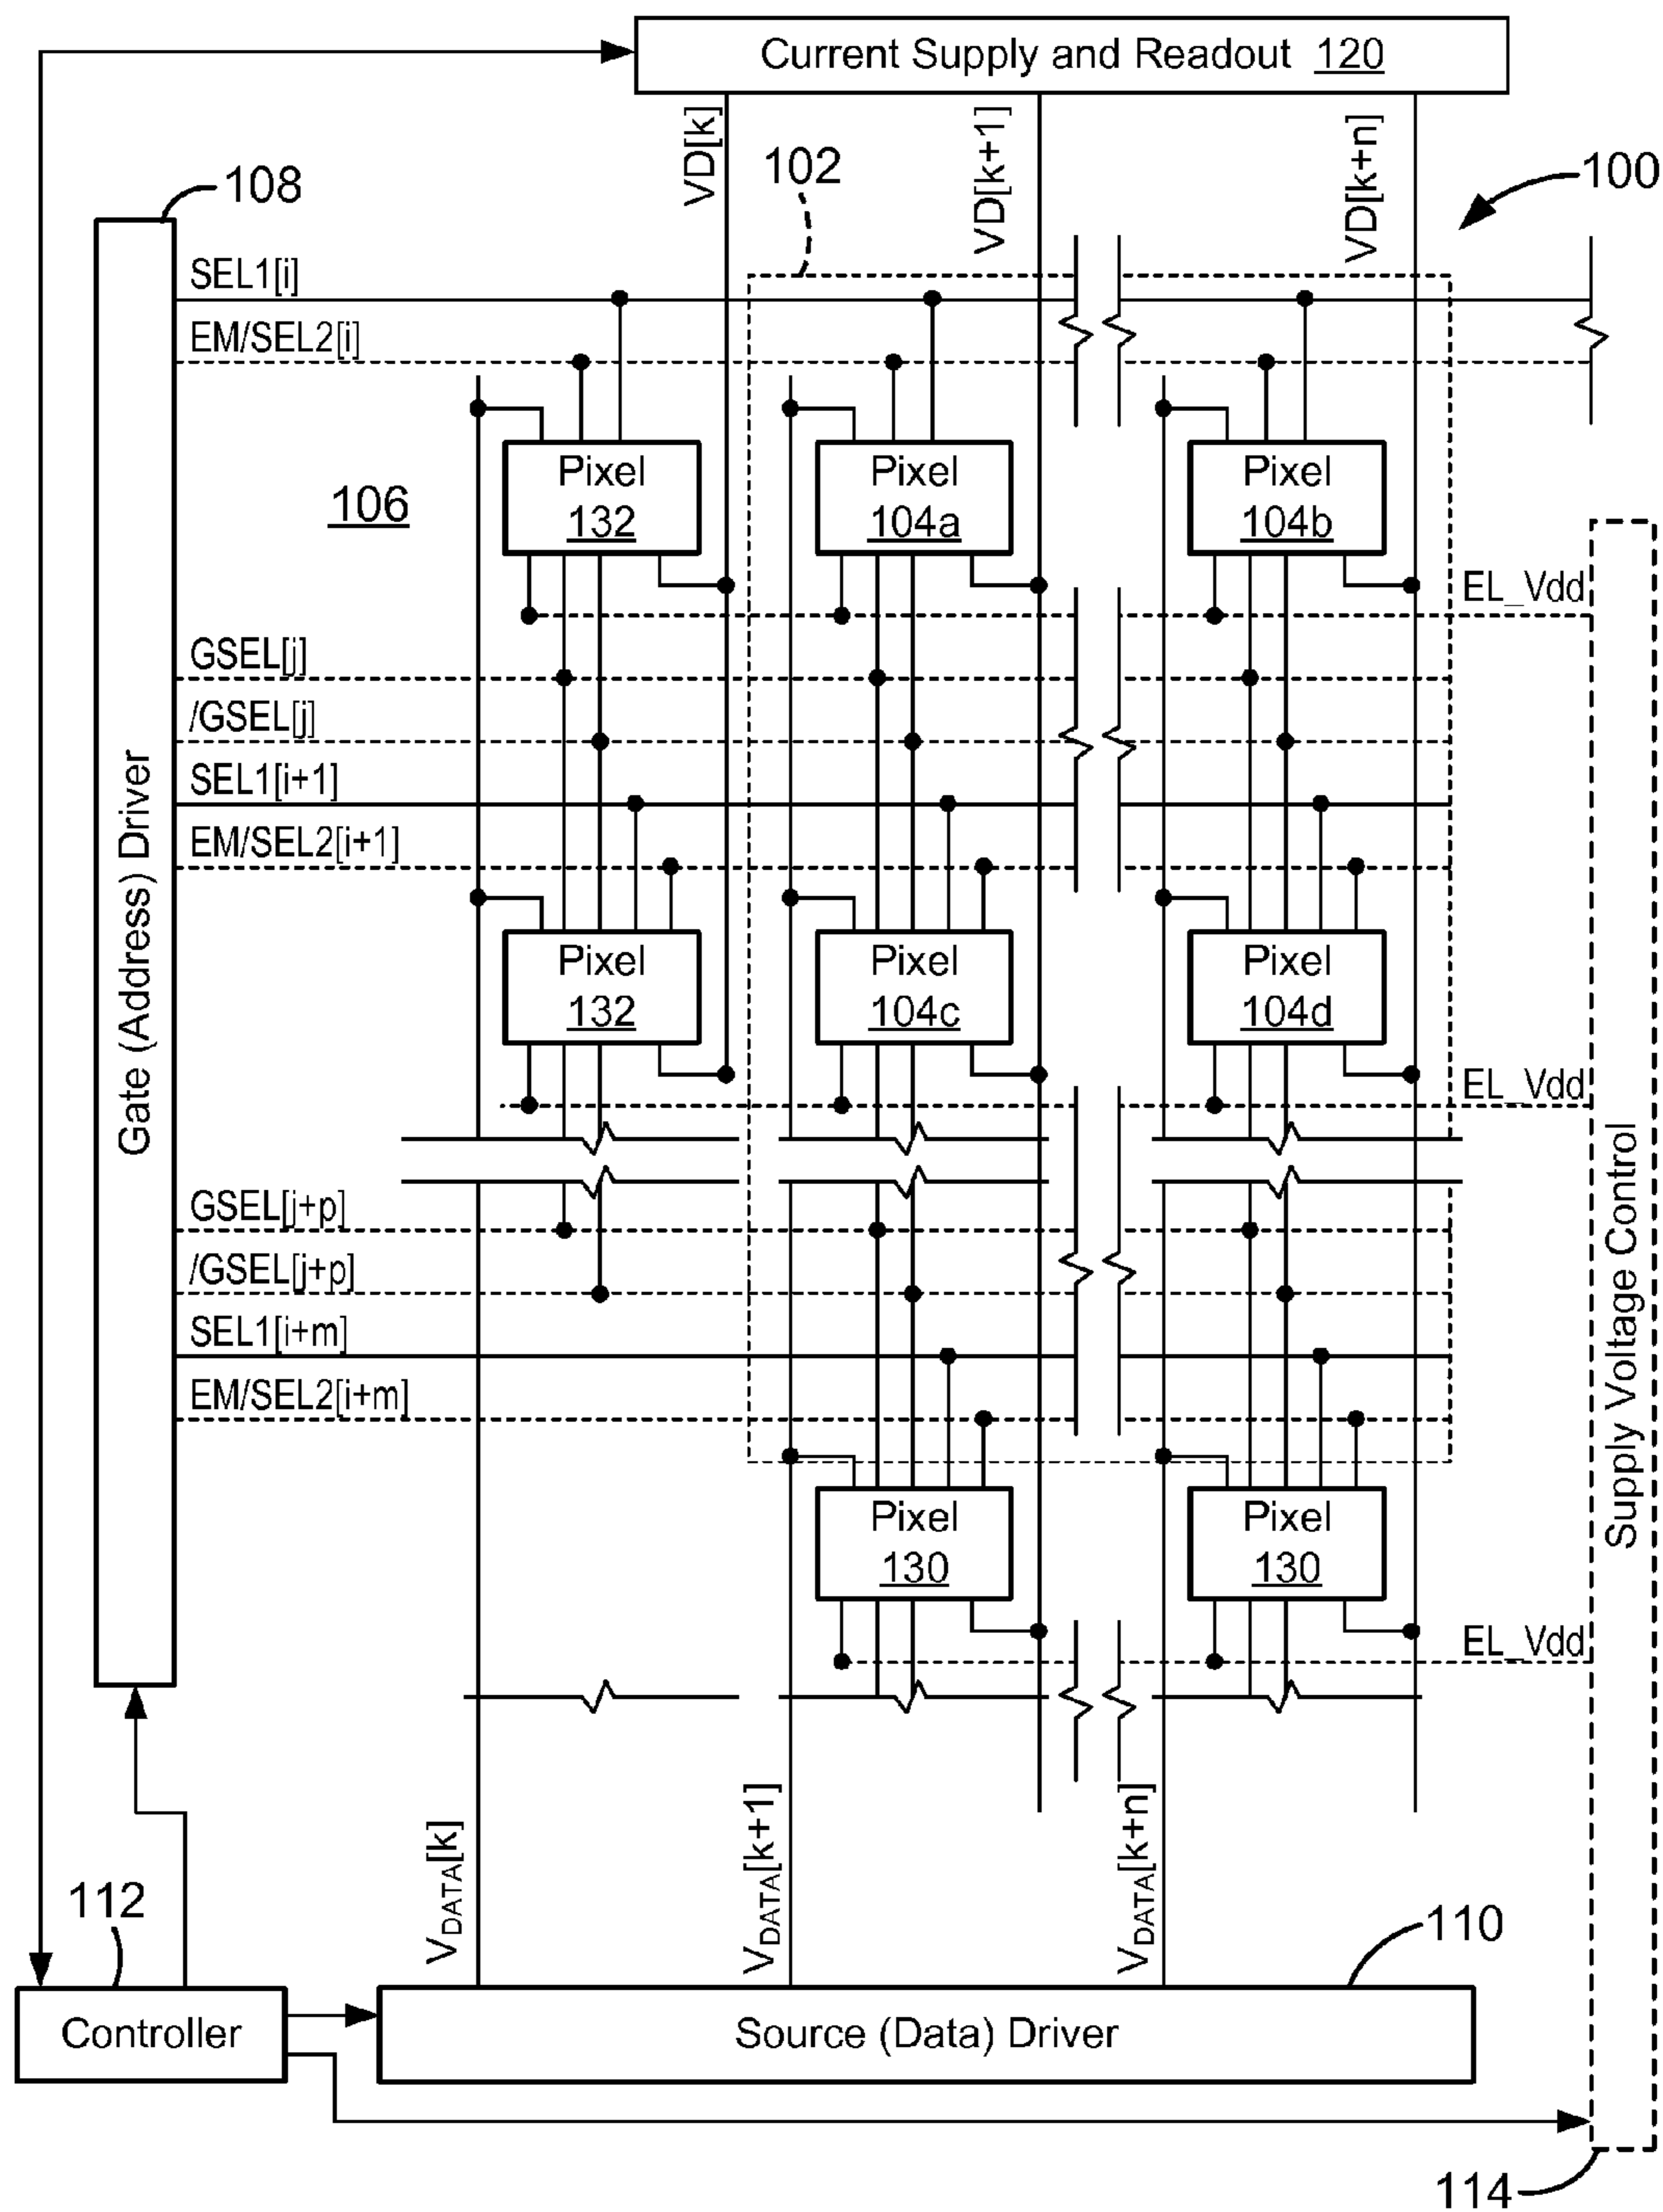 Current Supply and Readout 120
VD[k]
VD[k+1]
VD[k+n]
102
100
108
SEL1[i]
EM/SEL2[i]
Pixel
132
Pixel
104a
Pixel
104b
106
EL_Vdd
GSEL[j]
/GSEL[j]
SEL1[i+1]
EM/SEL2[i+1]
Gate (Address) Driver
Pixel
132
Pixel
104c
Pixel
104d
EL_Vdd
Supply Voltage Control
GSEL[j+p]
/GSEL[j+p]
SEL1[i+m]
EM/SEL2[i+m]
Pixel
130
Pixel
130
EL_Vdd
VDATA[k]
VDATA[k+1]
VDATA[k+n]
112
110
Controller
Source (Data) Driver
114